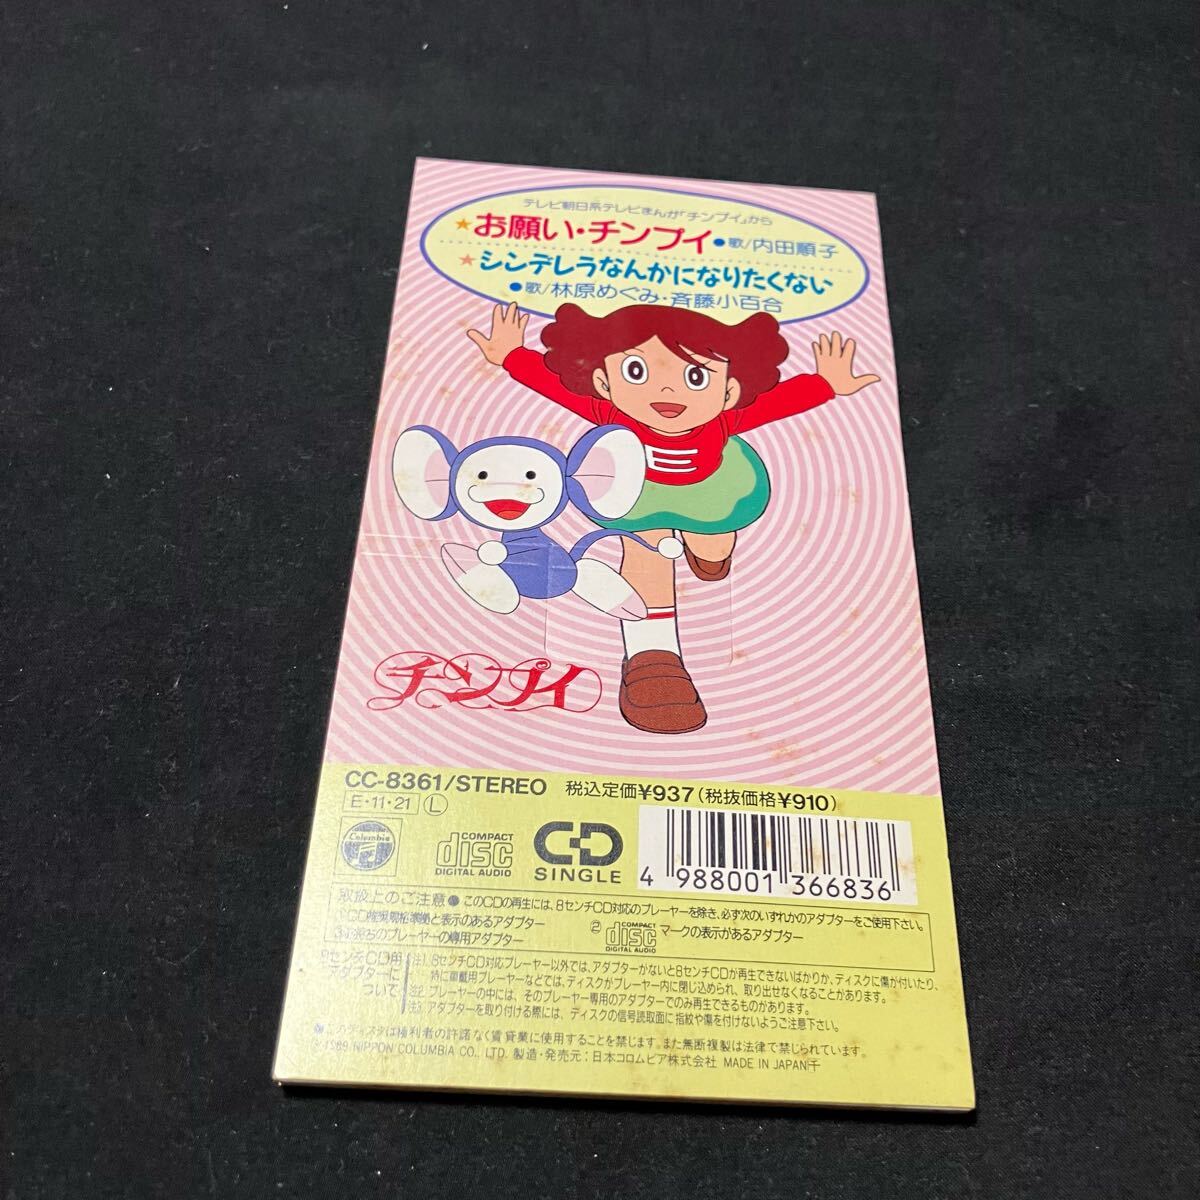 テレビ朝日系テレビまんが「チンプイ」から
★お願い・チンプイ●歌/内田順子
★シンデレラなんかになりたくない
●歌/林原めぐみ・斉藤小百合
E
チンプイ
CC-8361/STEREO 税込定価¥937(税抜価格¥910)
E・11・21 L
Columbia
COMPACT disc DIGITAL AUDIO
CD SINGLE
4 988001 366836
取扱上のご注意●このCDの再生には、8センチCD対応のプレーヤーを除き、必ず次のいずれかのアダプターをご使用下さい。
と表示のあるアダプター ② COMPACT disc DIGITAL AUDIO マークの表示があるアダプター
ちのプレーヤーの専用アダプター
8センチCD用アダプターについて
注1. 8センチCD対応プレーヤー以外では、アダプターがないと8センチCDが再生できないばかりか、ディスクに傷が付いたり、
特に車載用プレーヤーなどでは、ディスクがプレーヤー内に閉じ込められ、取り出せなくなることがあります。
注2. プレーヤーの中には、そのプレーヤー専用のアダプターでのみ再生できるものがあります。
注3. アダプターを取り付ける際には、ディスクの信号読取面に指紋や傷を付けないようご注意下さい。
このディスクは権利者の許諾なく賃貸業に使用することを禁じます。また無断複製は法律で禁じられています。
1989 NIPPON COLUMBIA CO., LTD. 製造・発売元:日本コロムビア株式会社 MADE IN JAPAN 千